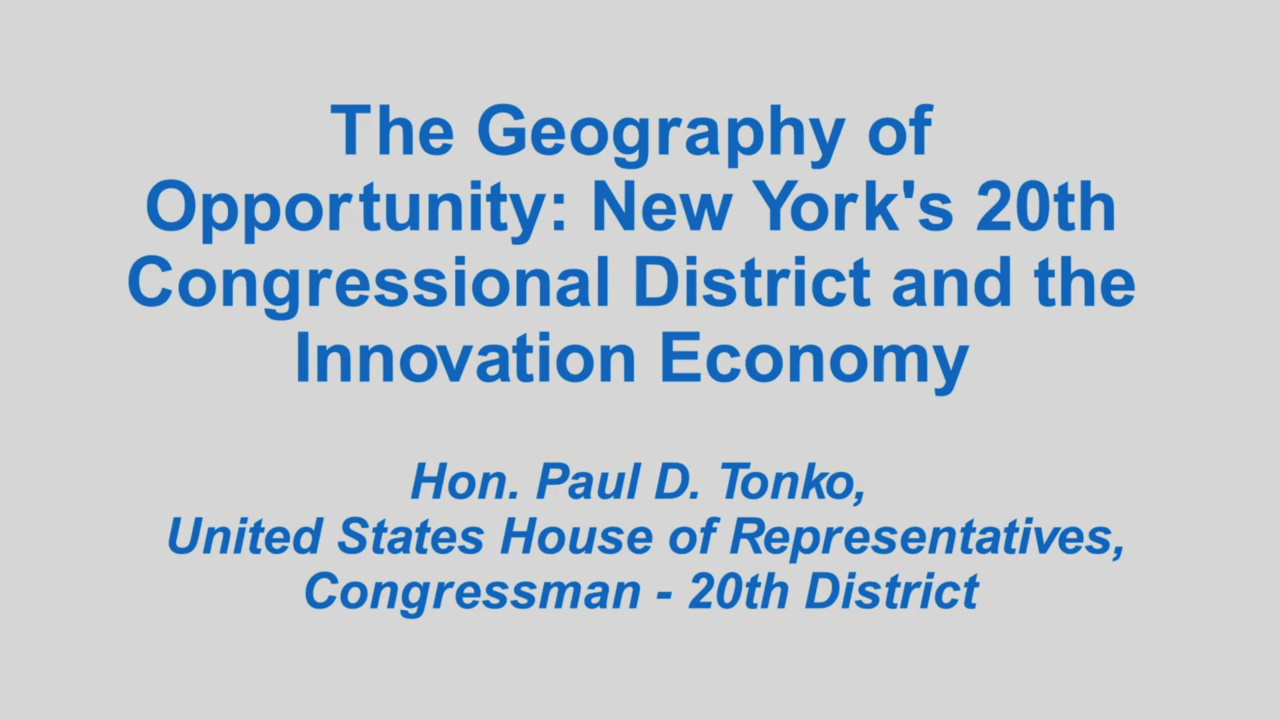 The Geography of
Opportunity: New York's 20th
Congressional District and the
Innovation Economy
Hon. Paul D. Tonko,
United States House of Representatives,
Congressman - 20th District